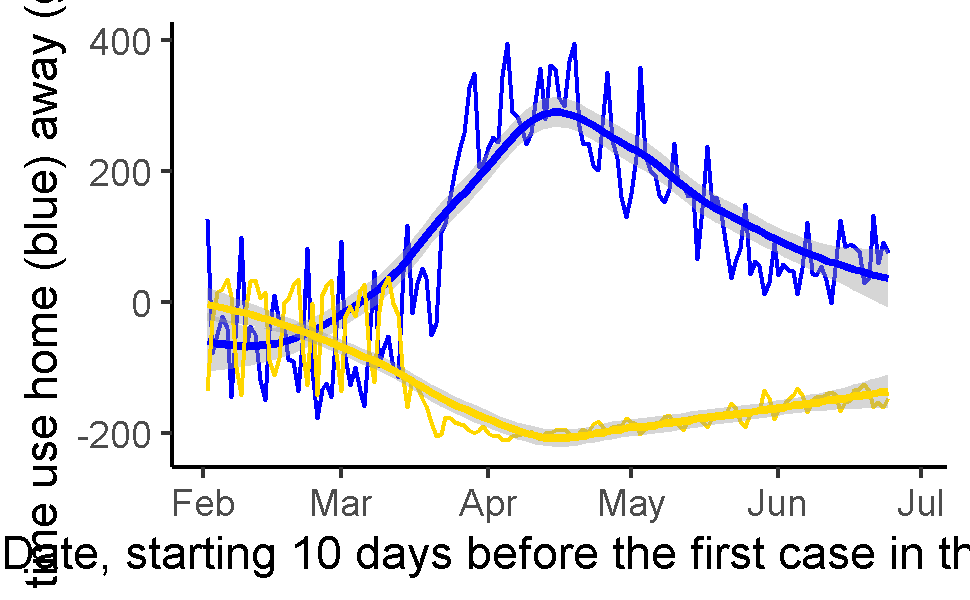 time use home (blue) away (
400
200
0
-200
Feb Mar Apr May Jun Jul
Date, starting 10 days before the first case in th